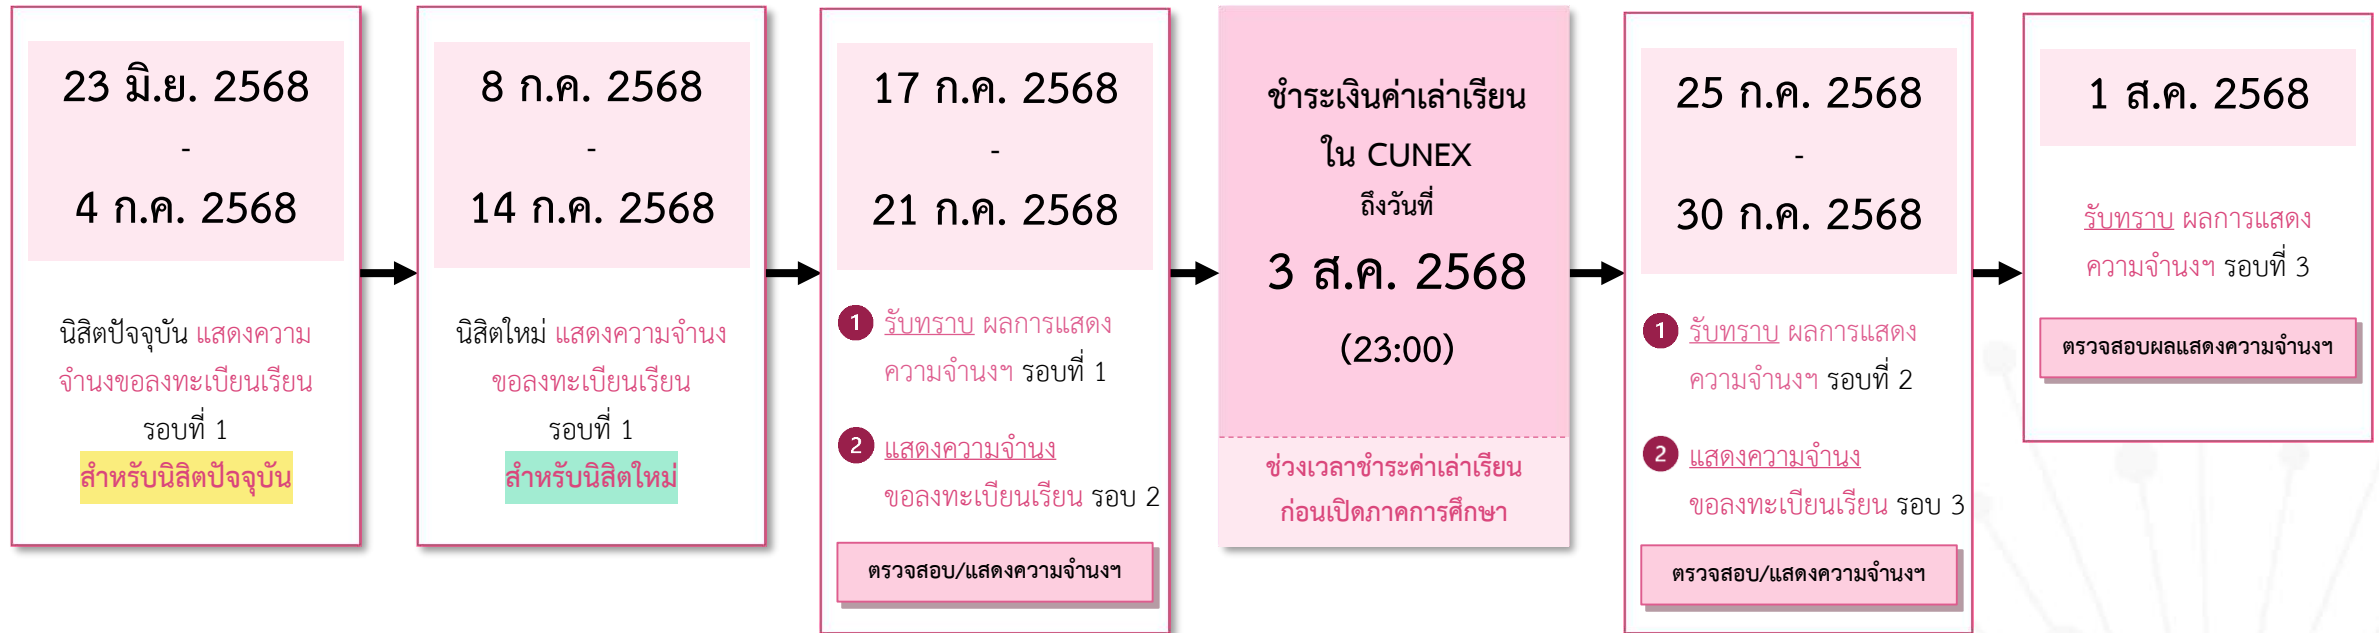 23 มิ.ย. 2568
-
4 ก.ค. 2568
นิสิตปัจจุบัน แสดงความ
จำนงขอลงทะเบียนเรียน
รอบที่ 1
สำหรับนิสิตปัจจุบัน
8 ก.ค. 2568
-
14 ก.ค. 2568
นิสิตใหม่ แสดงความจำนง
ขอลงทะเบียนเรียน
รอบที่ 1
สำหรับนิสิตใหม่
17 ก.ค. 2568
-
21 ก.ค. 2568
1 รับทราบ ผลการแสดง
ความจำนงฯ รอบที่ 1
2 แสดงความจำนง
ขอลงทะเบียนเรียน รอบ 2
ตรวจสอบ/แสดงความจำนงฯ
ชำระเงินค่าเล่าเรียน
ใน CUNEX
ถึงวันที่
3 ส.ค. 2568
(23:00)
ช่วงเวลาชำระค่าเล่าเรียน
ก่อนเปิดภาคการศึกษา
25 ก.ค. 2568
-
30 ก.ค. 2568
1 รับทราบ ผลการแสดง
ความจำนงฯ รอบที่ 2
2 แสดงความจำนง
ขอลงทะเบียนเรียน รอบ 3
ตรวจสอบ/แสดงความจำนงฯ
1 ส.ค. 2568
รับทราบ ผลการแสดง
ความจำนงฯ รอบที่ 3
ตรวจสอบผลแสดงความจำนงฯ